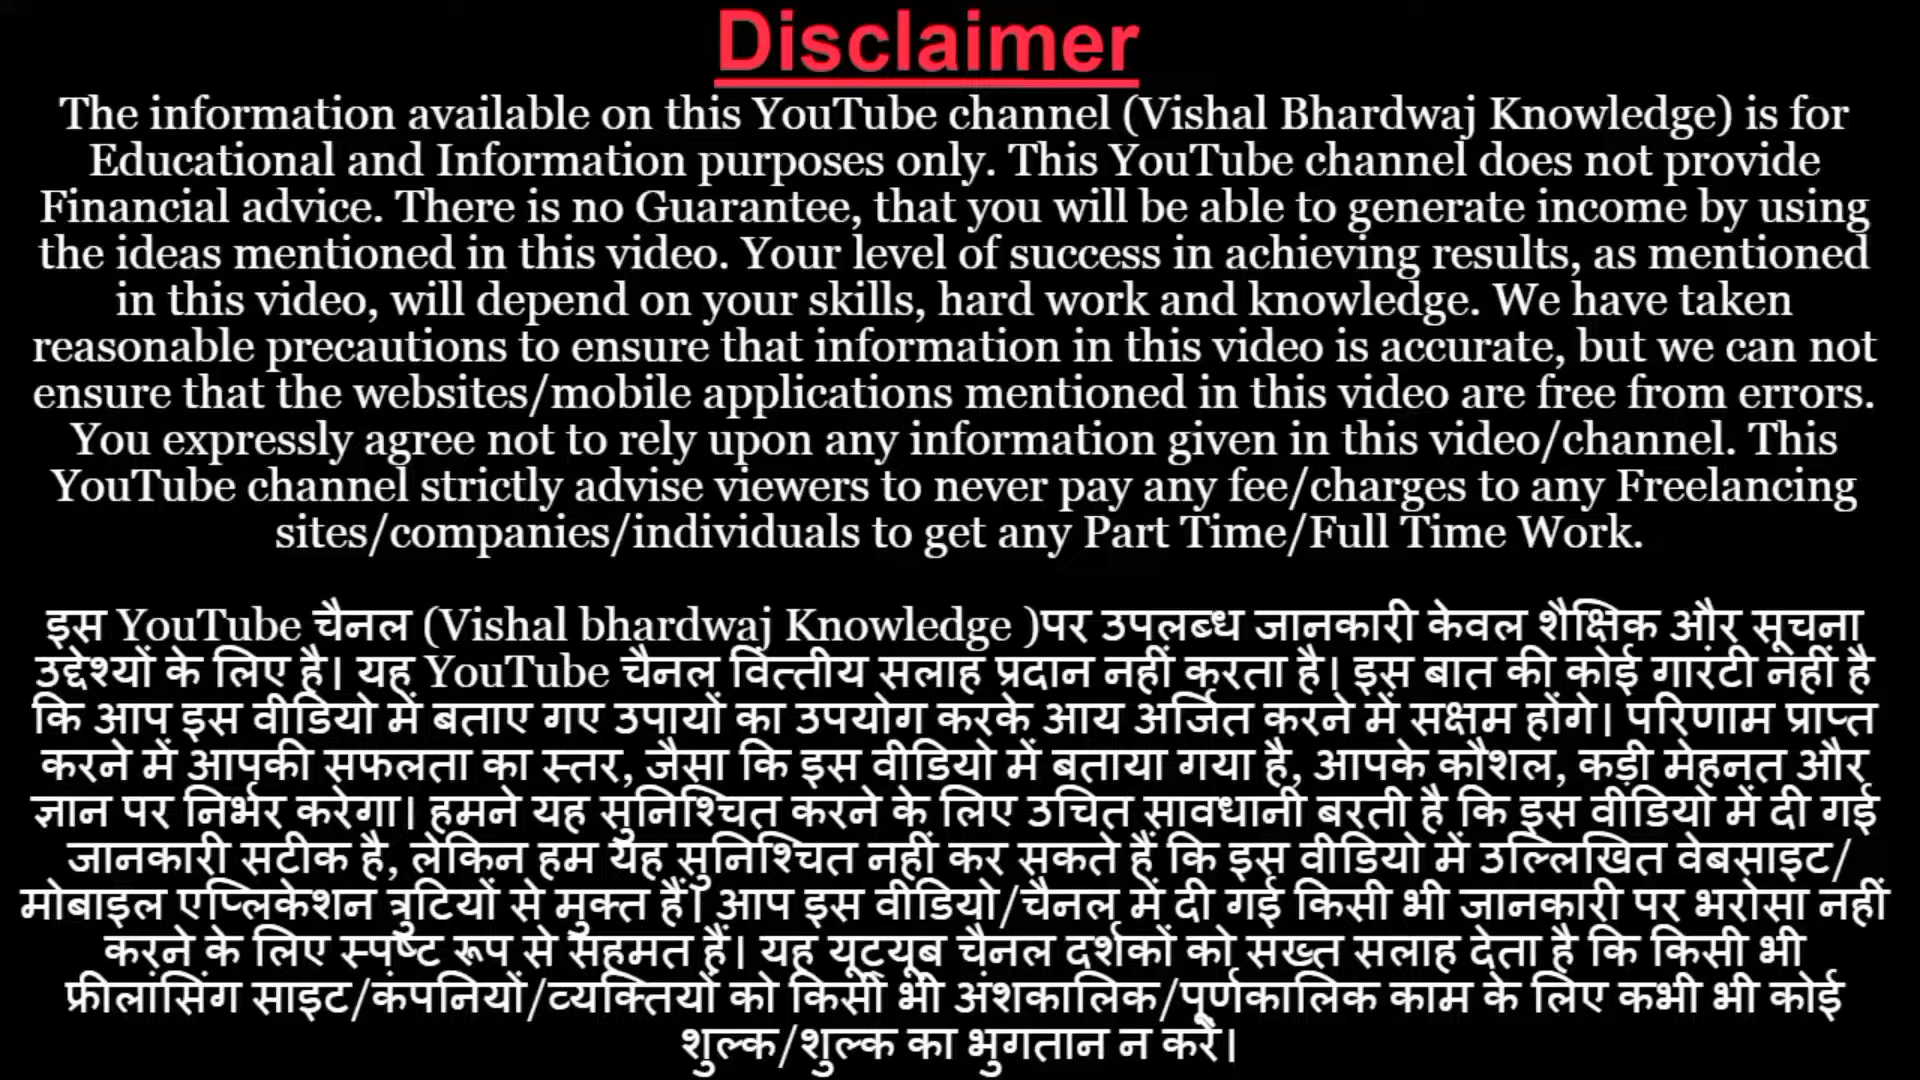 Disclaimer
The information available on this YouTube channel (Vishal Bhardwaj Knowledge) is for
Educational and Information purposes only. This YouTube channel does not provide
Financial advice. There is no Guarantee, that you will be able to generate income by using
the ideas mentioned in this video. Your level of success in achieving results, as mentioned
in this video, will depend on your skills, hard work and knowledge. We have taken
reasonable precautions to ensure that information in this video is accurate, but we can not
ensure that the websites/mobile applications mentioned in this video are free from errors.
You expressly agree not to rely upon any information given in this video/channel. This
YouTube channel strictly advise viewers to never pay any fee/charges to any Freelancing
sites/companies/individuals to get any Part Time/Full Time Work.
इस YouTube चैनल (Vishal bhardwaj Knowledge )पर उपलब्ध जानकारी केवल शैक्षिक और सूचना
उद्देश्यों के लिए है। यह YouTube चैनल वित्तीय सलाह प्रदान नहीं करता है। इस बात की कोई गारंटी नहीं है
कि आप इस वीडियो में बताए गए उपायों का उपयोग करके आय अर्जित करने में सक्षम होंगे। परिणाम प्राप्त
करने में आपकी सफलता का स्तर, जैसा कि इस वीडियो में बताया गया है, आपके कौशल, कड़ी मेहनत और
ज्ञान पर निर्भर करेगा। हमने यह सुनिश्चित करने के लिए उचित सावधानी बरती है कि इस वीडियो में दी गई
जानकारी सटीक है, लेकिन हम यह सुनिश्चित नहीं कर सकते हैं कि इस वीडियो में उल्लिखित वेबसाइट/
मोबाइल एप्लिकेशन त्रुटियों से मुक्त हैं। आप इस वीडियो/चैनल में दी गई किसी भी जानकारी पर भरोसा नहीं
करने के लिए स्पष्ट रूप से सहमत हैं। यह यूट्यूब चैनल दर्शकों को सख्त सलाह देता है कि किसी भी
फ्रीलांसिंग साइट/कंपनियों/व्यक्तियों को किसी भी अंशकालिक/पूर्णकालिक काम के लिए कभी भी कोई
शुल्क/शुल्क का भुगतान न करें।